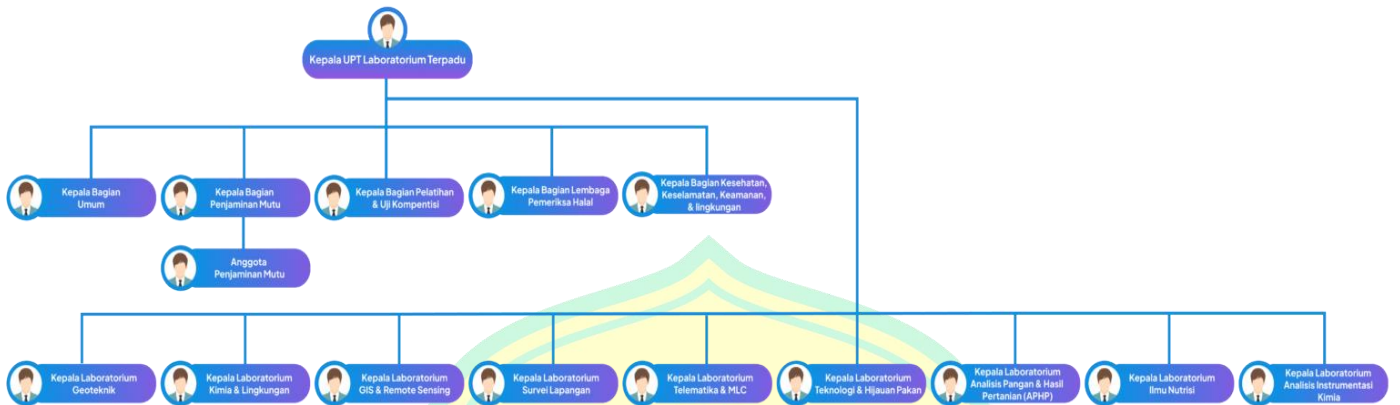 Kepala UPT Laboratorium Terpadu
Kepala Bagian
Umum
Kepala Bagian
Penjaminan Mutu
Kepala Bagian Pelatihan
& Uji Kompentisi
Kepala Bagian Lembaga
Pemeriksa Halal
Kepala Bagian Kesehatan,
Keselamatan, Keamanan,
& lingkungan
Anggota
Penjaminan Mutu
Kepala Laboratorium
Geoteknik
Kepala Laboratorium
Kimia & Lingkungan
Kepala Laboratorium
GIS & Remote Sensing
Kepala Laboratorium
Survei Lapangan
Kepala Laboratorium
Telematika & MLC
Kepala Laboratorium
Teknologi & Hijauan Pakan
Kepala Laboratorium
Analisis Pangan & Hasil
Pertanian (APHP)
Kepala Laboratorium
Ilmu Nutrisi
Kepala Laboratorium
Analisis Instrumentasi
Kimia